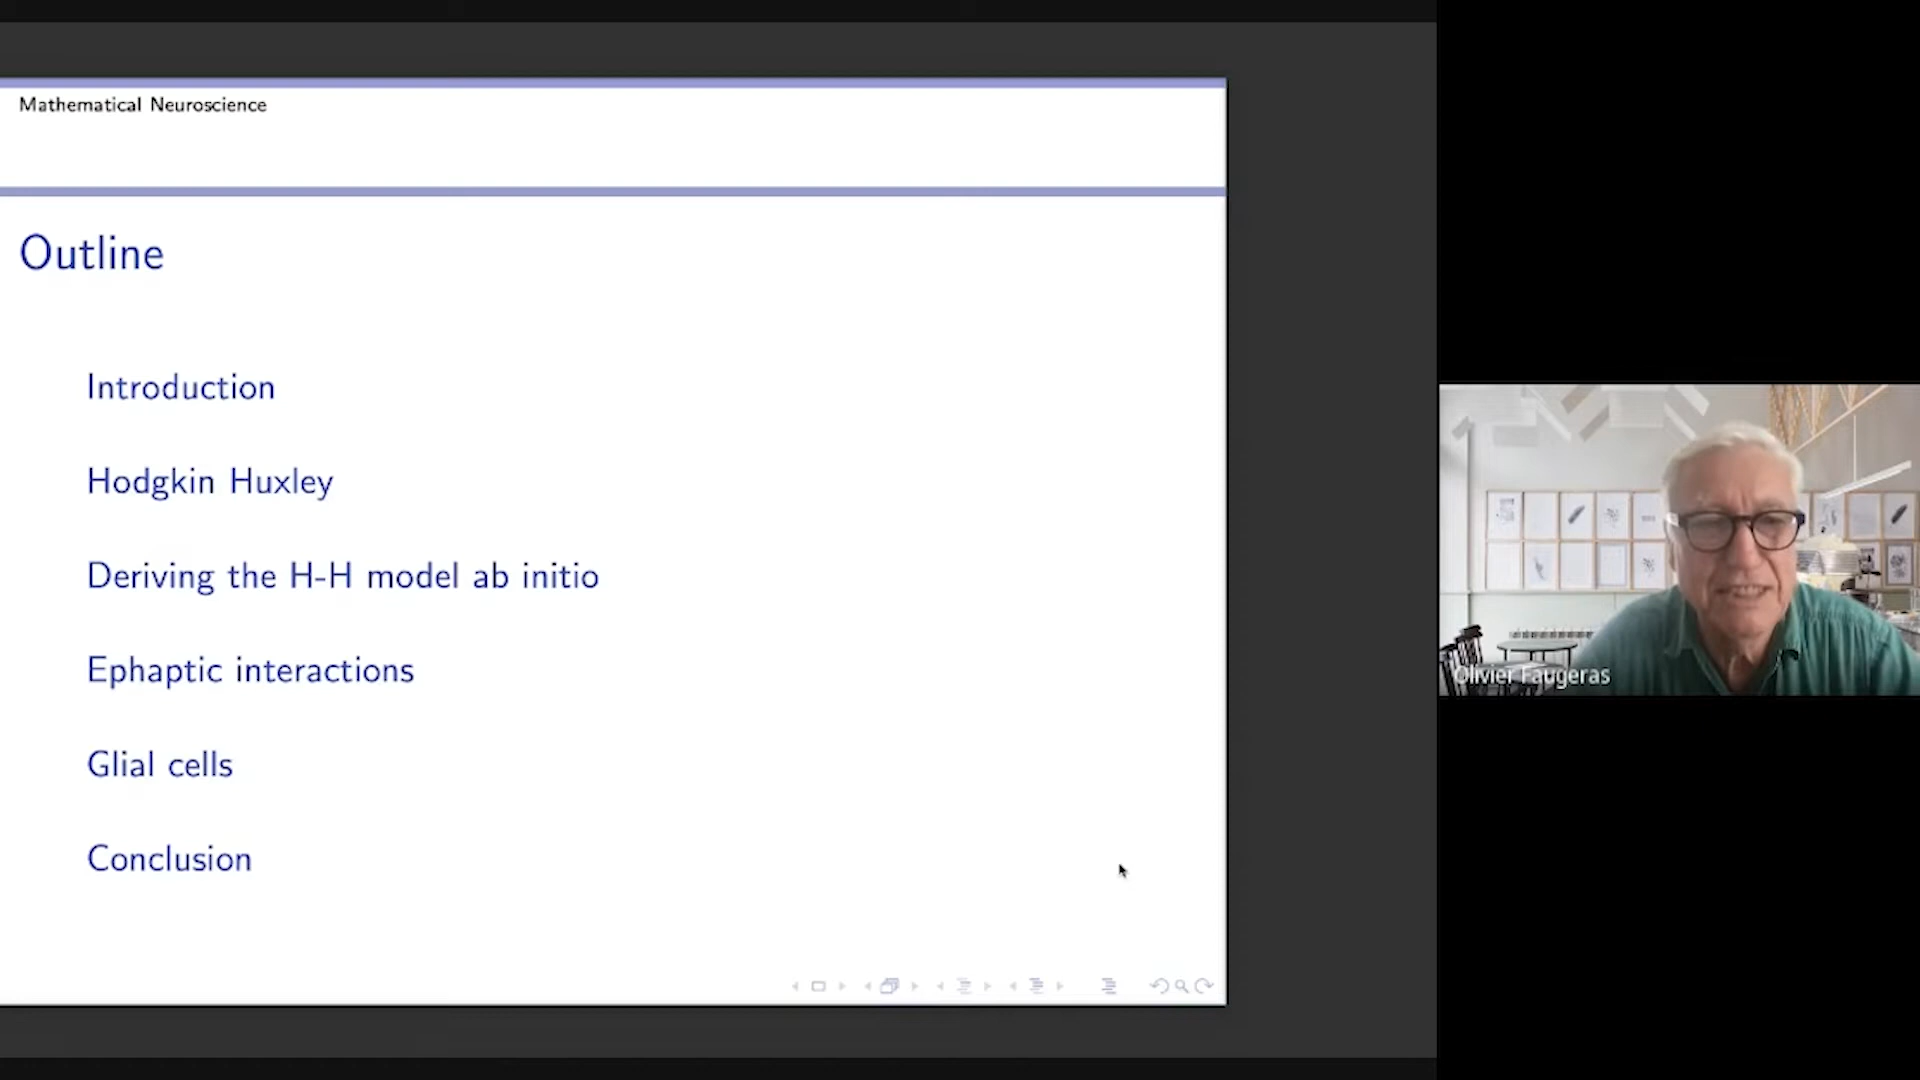 Mathematical Neuroscience
Outline
Introduction
Hodgkin Huxley
Deriving the H-H model ab initio
Ephaptic interactions
Glial cells
Conclusion
Olivier Faugeras